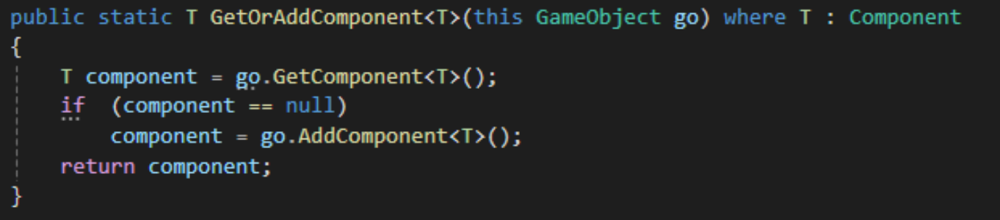 public static T GetOrAddComponent<T>(this GameObject go) where T : Component
{
    T component = go.GetComponent<T>();
    if  (component == null)
        component = go.AddComponent<T>();
    return component;
}